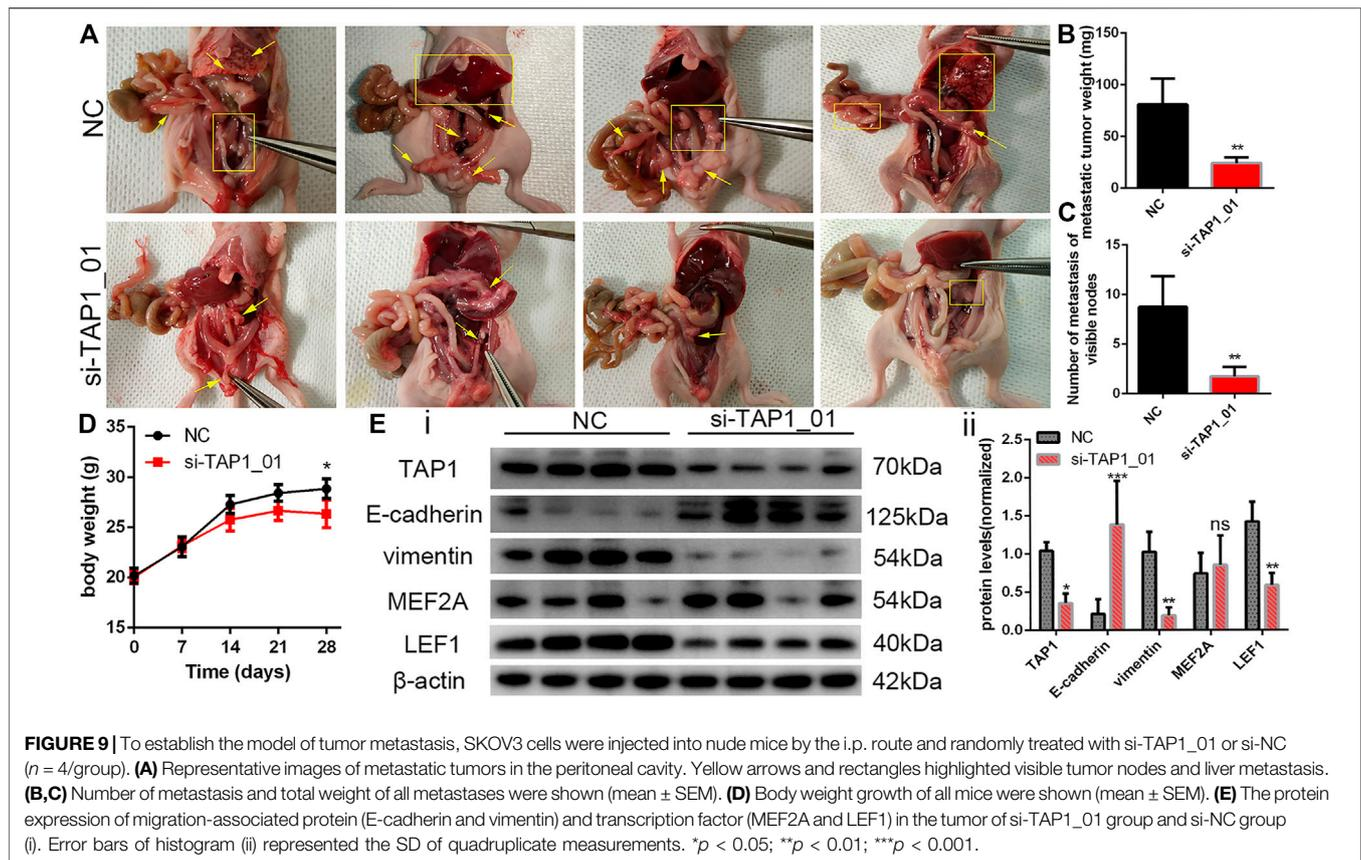 A
NC
si-TAP1_01
B
metastatic tumor weight (mg)
150
100
50
0
NC
si-TAP1_01
**
C
Number of metastasis of
visible nodes
15
10
5
0
NC
si-TAP1_01
**
D
body weight (g)
35
30
25
20
15
NC
si-TAP1_01
*
0 7 14 21 28
Time (days)
E
i
NC si-TAP1_01
TAP1 70kDa
E-cadherin 125kDa
vimentin 54kDa
MEF2A 54kDa
LEF1 40kDa
β-actin 42kDa
ii
NC
si-TAP1_01
protein levels(normalized)
2.5
2.0
1.5
1.0
0.5
0.0
* *** ** ns **
TAP1 E-cadherin vimentin MEF2A LEF1
FIGURE 9 | To establish the model of tumor metastasis, SKOV3 cells were injected into nude mice by the i.p. route and randomly treated with si-TAP1_01 or si-NC
(n = 4/group). (A) Representative images of metastatic tumors in the peritoneal cavity. Yellow arrows and rectangles highlighted visible tumor nodes and liver metastasis.
(B,C) Number of metastasis and total weight of all metastases were shown (mean ± SEM). (D) Body weight growth of all mice were shown (mean ± SEM). (E) The protein
expression of migration-associated protein (E-cadherin and vimentin) and transcription factor (MEF2A and LEF1) in the tumor of si-TAP1_01 group and si-NC group
(i). Error bars of histogram (ii) represented the SD of quadruplicate measurements. *p < 0.05; **p < 0.01; ***p < 0.001.